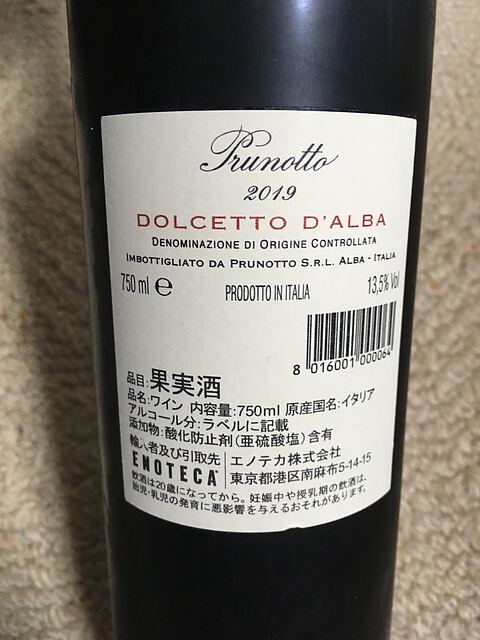 Prunotto
2019
DOLCETTO D'ALBA
DENOMINAZIONE DI ORIGINE CONTROLLATA
IMBOTTIGLIATO DA PRUNOTTO S.R.L. ALBA - ITALIA
750 ml e PRODOTTO IN ITALIA 13,5% Vol
8 016001 000064
品目:果実酒
品名:ワイン 内容量:750ml 原産国名:イタリア
アルコール分:ラベルに記載
添加物:酸化防止剤(亜硫酸塩)含有
輸入者及び引取先 エノテカ株式会社
ENOTECA 東京都港区南麻布5-14-15
飲酒は20歳になってから。妊娠中や授乳期の飲酒は、
胎児・乳児の発育に悪影響を与えるおそれがあります。